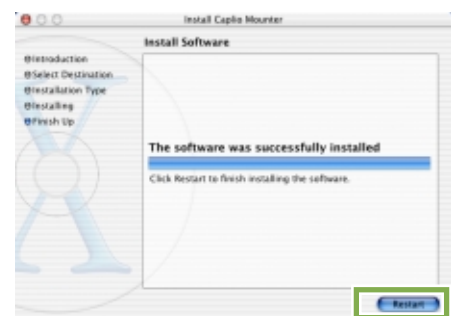 Install Caplio Mounter
Install Software
Introduction
Select Destination
Installation Type
Installing
Finish Up
The software was successfully installed
Click Restart to finish installing the software.
Restart